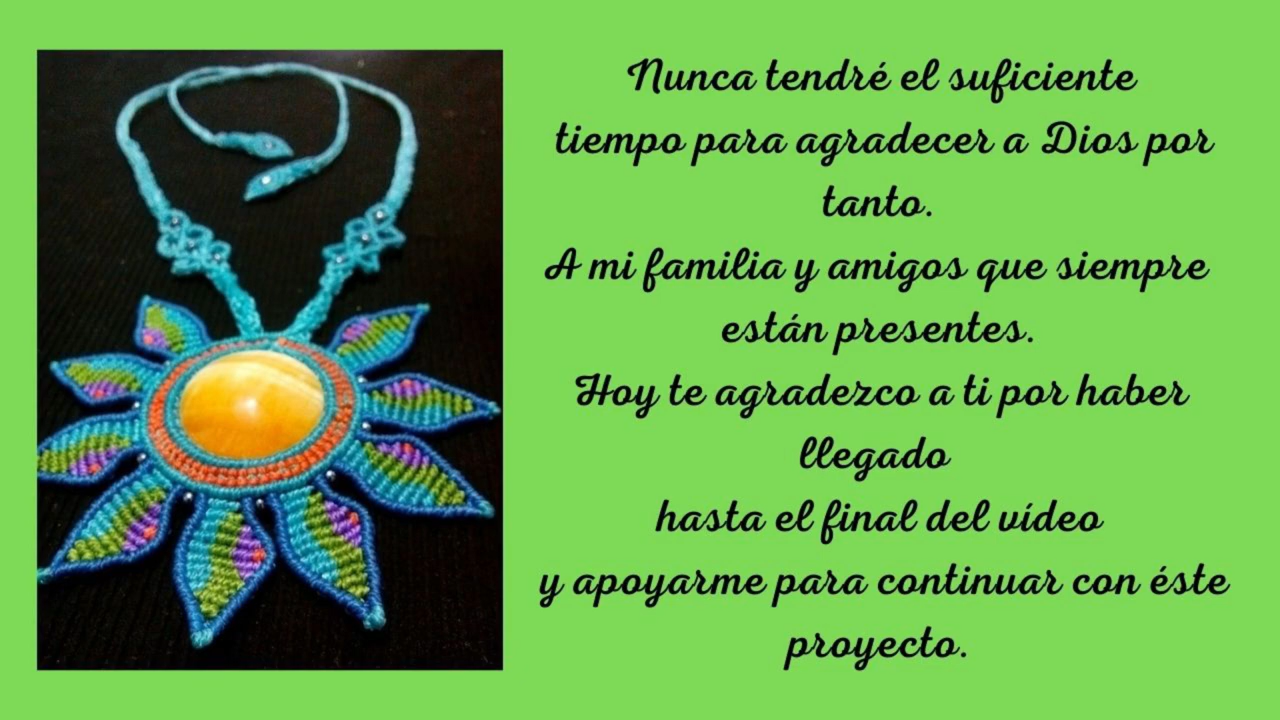 Nunca tendré el suficiente
tiempo para agradecer a Dios por
tanto.
A mi familia y amigos que siempre
están presentes.
Hoy te agradezco a ti por haber
llegado
hasta el final del vídeo
y apoyarme para continuar con éste
proyecto.